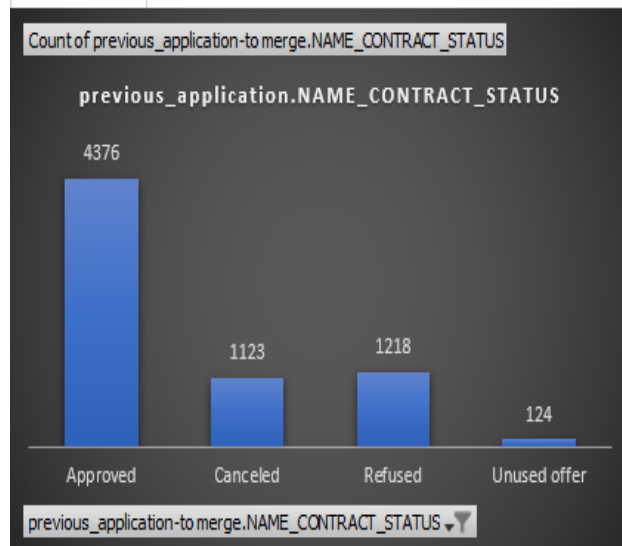 Count of previous_application-to merge.NAME_CONTRACT_STATUS
previous_application.NAME_CONTRACT_STATUS
4376
1123
1218
124
Approved
Canceled
Refused
Unused offer
previous_application-to merge.NAME_CONTRACT_STATUS